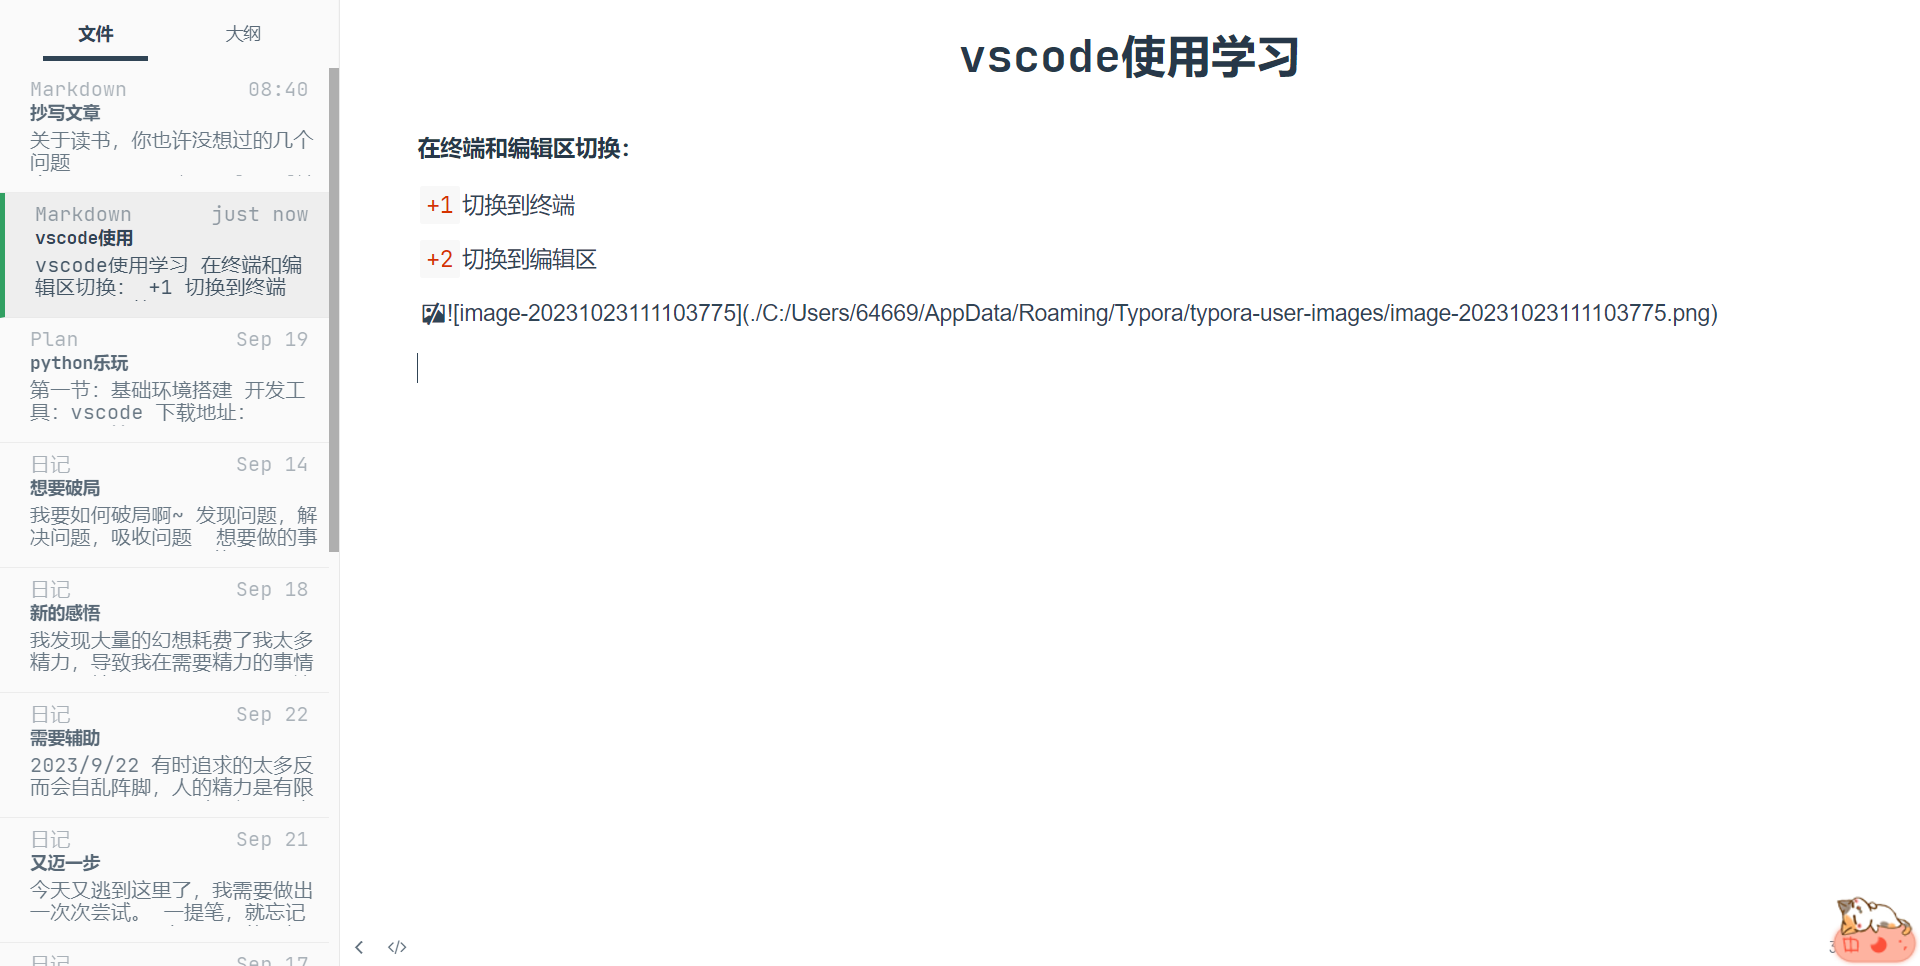 文件 大纲
Markdown 08:40
抄写文章
关于读书，你也许没想过的几个
问题
Markdown just now
vscode使用
vscode使用学习 在终端和编
辑区切换： +1 切换到终端
Plan Sep 19
python乐玩
第一节：基础环境搭建 开发工
具：vscode 下载地址：
日记 Sep 14
想要破局
我要如何破局啊~ 发现问题，解
决问题，吸收问题 想要做的事
日记 Sep 18
新的感悟
我发现大量的幻想耗费了我太多
精力，导致我在需要精力的事情
日记 Sep 22
需要辅助
2023/9/22 有时追求的太多反
而会自乱阵脚，人的精力是有限
日记 Sep 21
又迈一步
今天又逃到这里了，我需要做出
一次次尝试。 一提笔，就忘记
日记 Sep 17
vscode使用学习
在终端和编辑区切换：
+1 切换到终端
+2 切换到编辑区
![image-20231023111103775](./C:/Users/64669/AppData/Roaming/Typora/typora-user-images/image-20231023111103775.png)
</>
中